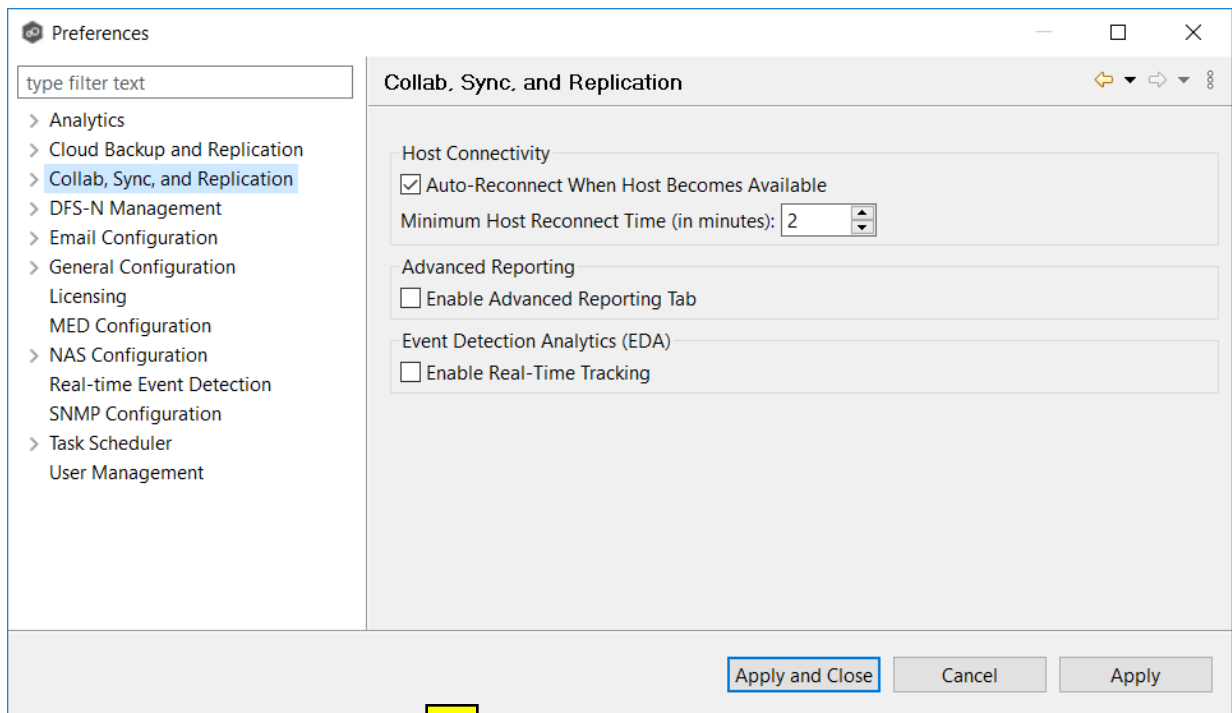 Preferences
type filter text
Analytics
Cloud Backup and Replication
Collab, Sync, and Replication
DFS-N Management
Email Configuration
General Configuration
Licensing
MED Configuration
NAS Configuration
Real-time Event Detection
SNMP Configuration
Task Scheduler
User Management
Collab, Sync, and Replication
Host Connectivity
Auto-Reconnect When Host Becomes Available
Minimum Host Reconnect Time (in minutes): 2
Advanced Reporting
Enable Advanced Reporting Tab
Event Detection Analytics (EDA)
Enable Real-Time Tracking
Apply and Close Cancel Apply